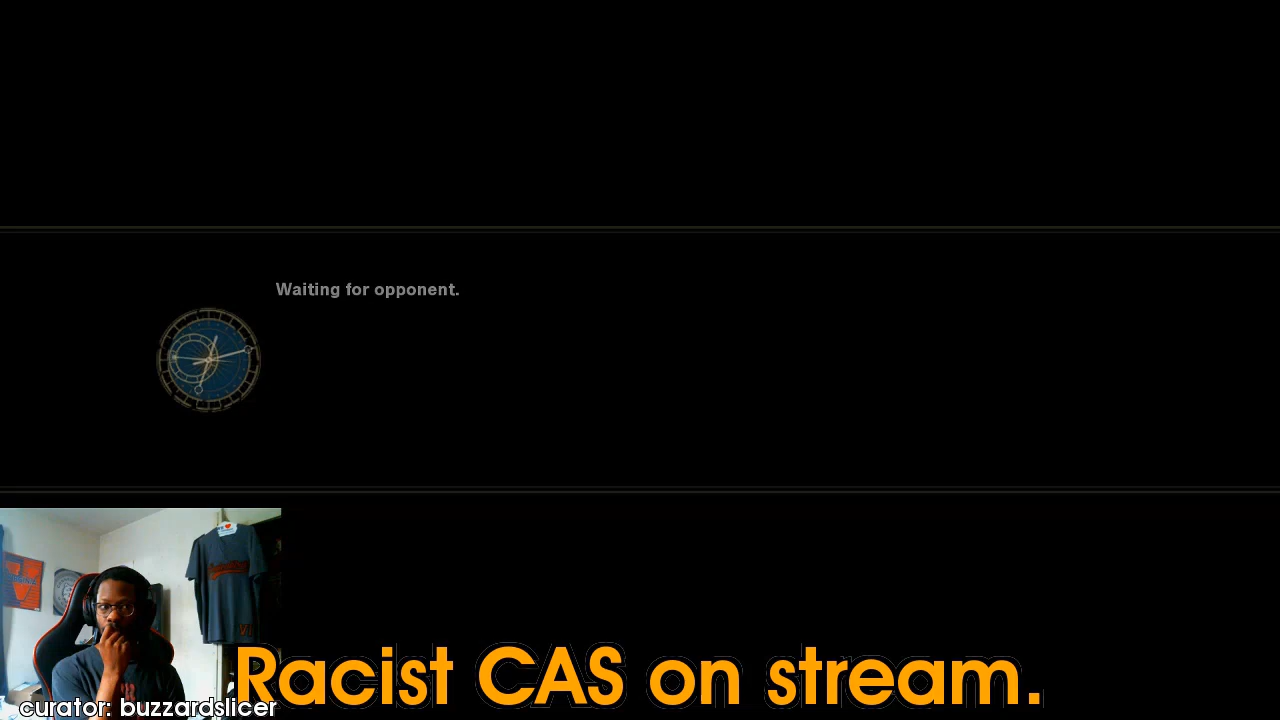 Waiting for opponent.
Racist CAS on stream.
curator: buzzardslicer